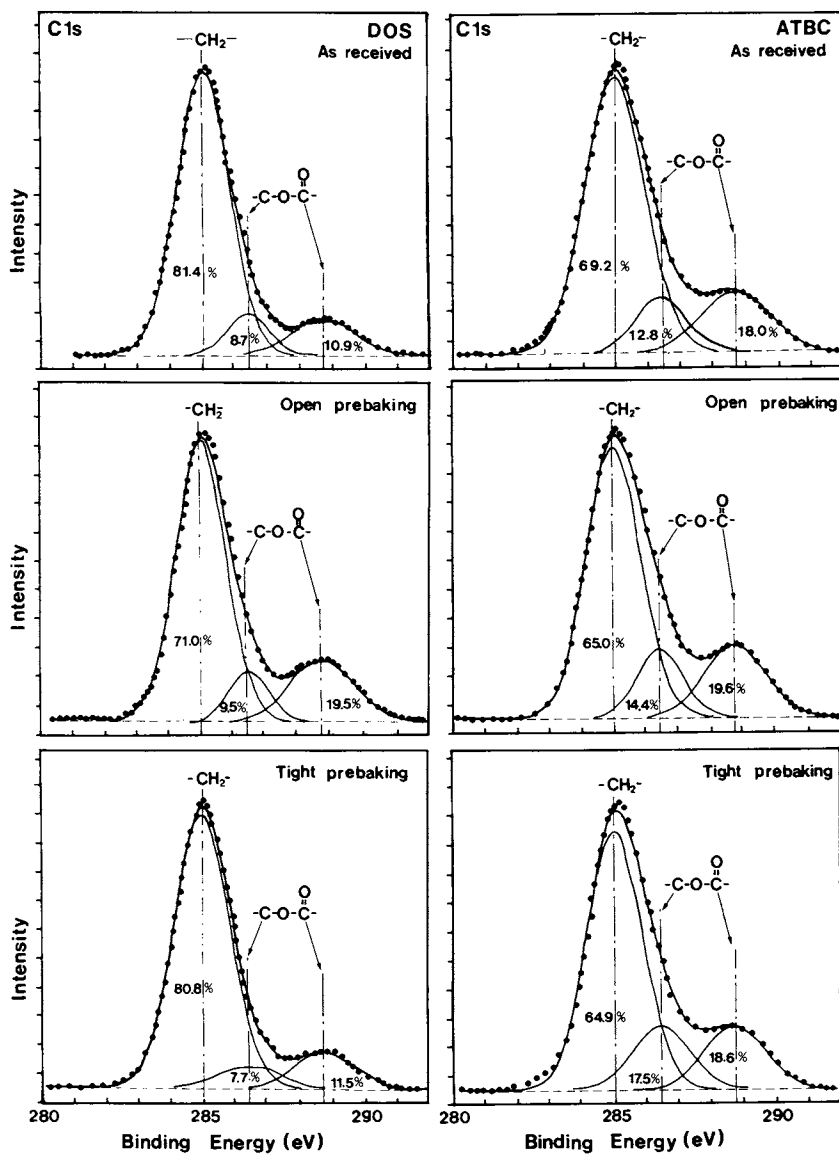 C1s DOS
As received
-CH2-
O
-C-O-C-
81.4%
8.7%
10.9%
Intensity
C1s ATBC
As received
-CH2-
O
-C-O-C-
69.2%
12.8%
18.0%
Open prebaking
-CH2-
O
-C-O-C-
71.0%
9.5%
19.5%
Intensity
Open prebaking
-CH2-
O
-C-O-C-
65.0%
14.4%
19.6%
Tight prebaking
-CH2-
O
-C-O-C-
80.8%
7.7%
11.5%
Intensity
280 285 290
Binding Energy (eV)
Tight prebaking
-CH2-
O
-C-O-C-
64.9%
17.5%
18.6%
280 285 290
Binding Energy (eV)